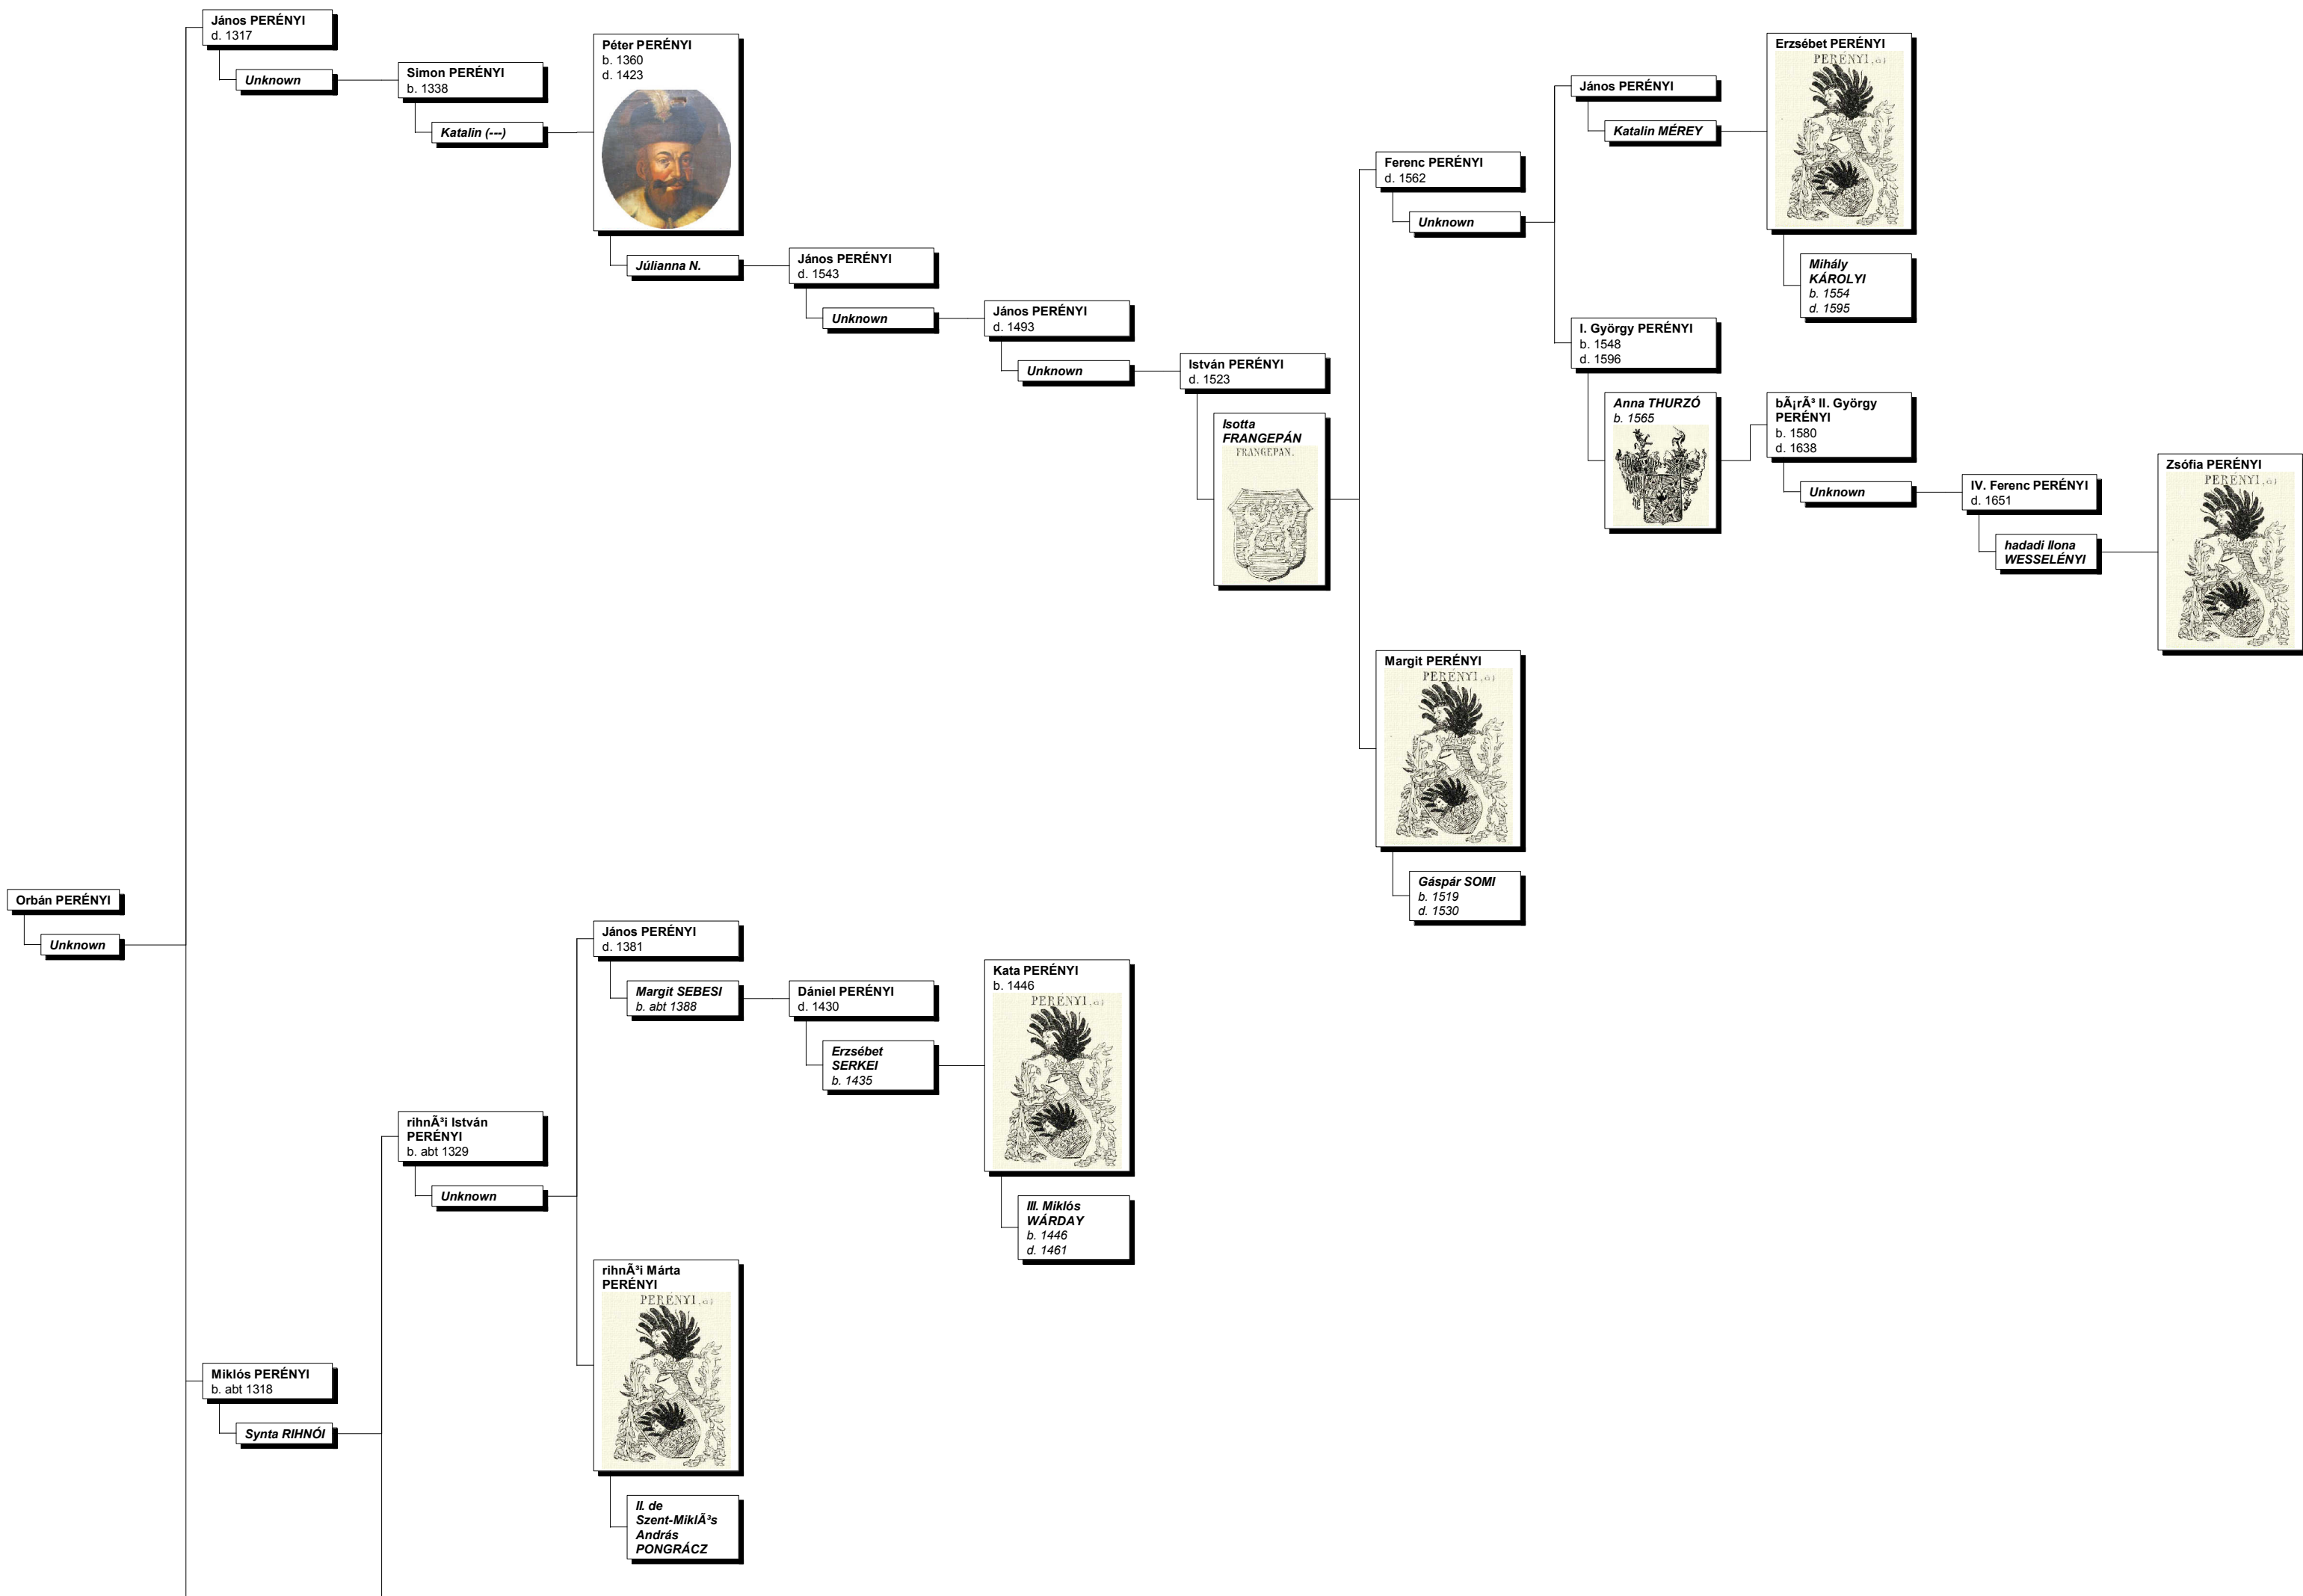 János PERÉNYI
d. 1317
Unknown
Simon PERÉNYI
b. 1338
Katalin (---)
Péter PERÉNYI
b. 1360
d. 1423
Júlianna N.
János PERÉNYI
d. 1543
Unknown
János PERÉNYI
d. 1493
Unknown
István PERÉNYI
d. 1523
Isotta
FRANGEPÁN
FRANGEPAN.
Ferenc PERÉNYI
d. 1562
Unknown
János PERÉNYI
Katalin MÉREY
Erzsébet PERÉNYI
PERÉNYI, a)
Mihály
KÁROLYI
b. 1554
d. 1595
I. György PERÉNYI
b. 1548
d. 1596
Anna THURZÓ
b. 1565
bÃ¡rÃ³ II. György
PERÉNYI
b. 1580
d. 1638
Unknown
IV. Ferenc PERÉNYI
d. 1651
hadadi Ilona
WESSELÉNYI
Zsófia PERÉNYI
PERÉNYI, a)
Margit PERÉNYI
PERÉNYI, a)
Gáspár SOMI
b. 1519
d. 1530
Orbán PERÉNYI
Unknown
János PERÉNYI
d. 1381
Margit SEBESI
b. abt 1388
Dániel PERÉNYI
d. 1430
Erzsébet
SERKEI
b. 1435
Kata PERÉNYI
b. 1446
PERÉNYI, a)
III. Miklós
WÁRDAY
b. 1446
d. 1461
rihnÃ³i István
PERÉNYI
b. abt 1329
Unknown
rihnÃ³i Márta
PERÉNYI
PERÉNYI, a)
II. de
Szent-MiklÃ³s
András
PONGRÁCZ
Miklós PERÉNYI
b. abt 1318
Synta RIHNÓI